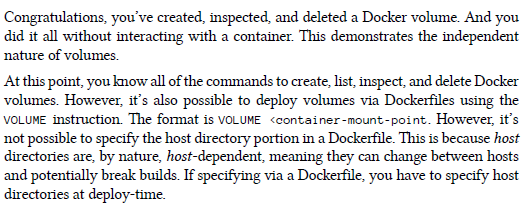 Congratulations, you’ve created, inspected, and deleted a Docker volume. And you
did it all without interacting with a container. This demonstrates the independent
nature of volumes.
At this point, you know all of the commands to create, list, inspect, and delete Docker
volumes. However, it’s also possible to deploy volumes via Dockerfiles using the
VOLUME instruction. The format is VOLUME <container-mount-point. However, it’s
not possible to specify the host directory portion in a Dockerfile. This is because host
directories are, by nature, host-dependent, meaning they can change between hosts
and potentially break builds. If specifying via a Dockerfile, you have to specify host
directories at deploy-time.